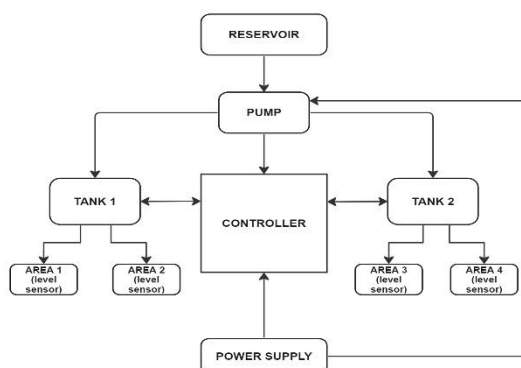 RESERVOIR
PUMP
TANK 1
CONTROLLER
TANK 2
AREA 1
(level
sensor)
AREA 2
(level
sensor)
AREA 3
(level
sensor)
AREA 4
(level
sensor)
POWER SUPPLY